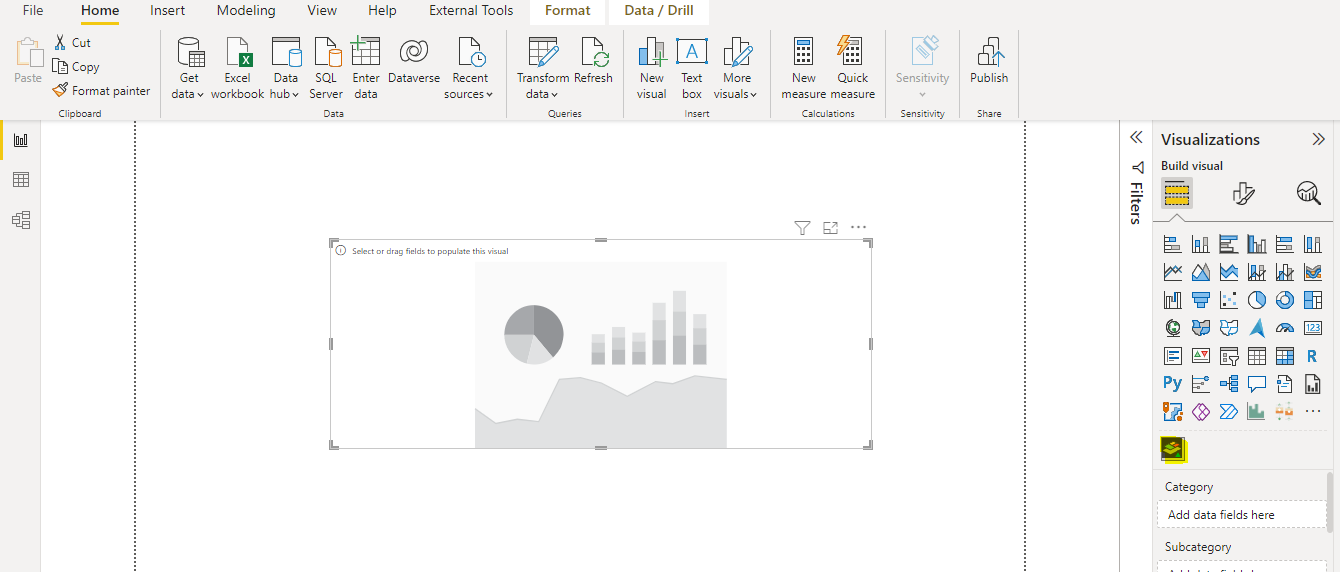 File Home Insert Modeling View Help External Tools Format Data / Drill
Paste
Cut
Copy
Format painter
Clipboard
Get data
Excel workbook
Data hub
SQL Server
Enter data
Dataverse
Recent sources
Data
Transform data
Refresh
Queries
New visual
Text box
More visuals
Insert
New measure
Quick measure
Calculations
Sensitivity
Sensitivity
Publish
Share
Select or drag fields to populate this visual
Filters
Visualizations
Build visual
123
R
Py
Category
Add data fields here
Subcategory